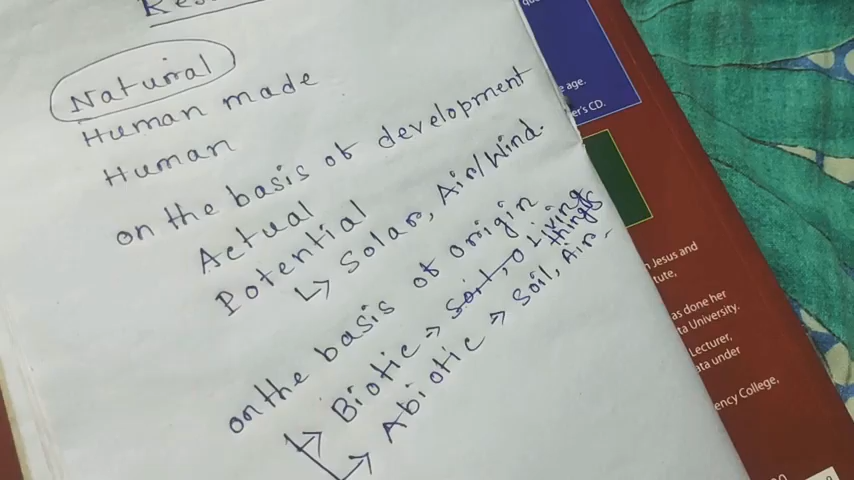 Natural
Human made
Human
on the basis of development
Actual
Potential
↳ Solar, Air/Wind.
on the basis of origin
Biotic → soil, Living things
Abiotic → Soil, Air.
e age.
er's CD.
n Jesus and
tute,
as done her
ta University.
Lecturer,
ata under
ency College,